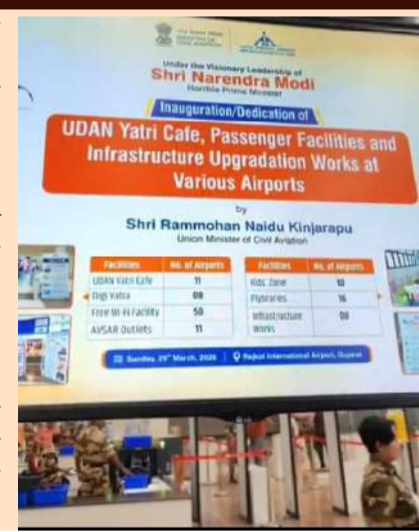 Under the Visionary Leadership of
Shri Narendra Modi
Hon'ble Prime Minister
Inauguration/Dedication of
UDAN Yatri Cafe, Passenger Facilities and
Infrastructure Upgradation Works at
Various Airports
by
Shri Rammohan Naidu Kinjarapu
Union Minister of Civil Aviation
Facilities No. of Airports
UDAN Yatri Cafe 11
Digi Yatra 08
Free Wi-Fi Facility 50
AVSAR Outlets 11
Facilities No. of Airports
Kids' Zone 10
Flybraries 16
Infrastructure 08
Works
Sunday, 29th March, 2026 Rajkot International Airport, Gujarat